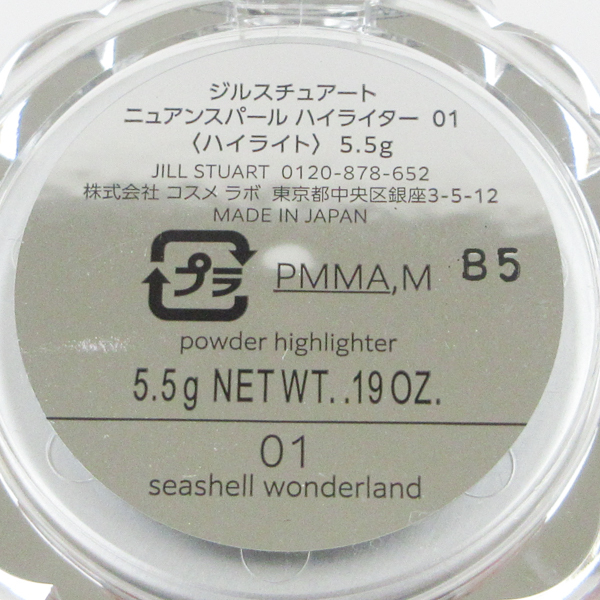 ジルスチュアート
ニュアンスパール ハイライター 01
〈ハイライト〉 5.5g
JILL STUART 0120-878-652
株式会社 コスメ ラボ 東京都中央区銀座3-5-12
MADE IN JAPAN
プラ PMMA,M B5
powder highlighter
5.5g NET WT. .19 OZ.
01
seashell wonderland